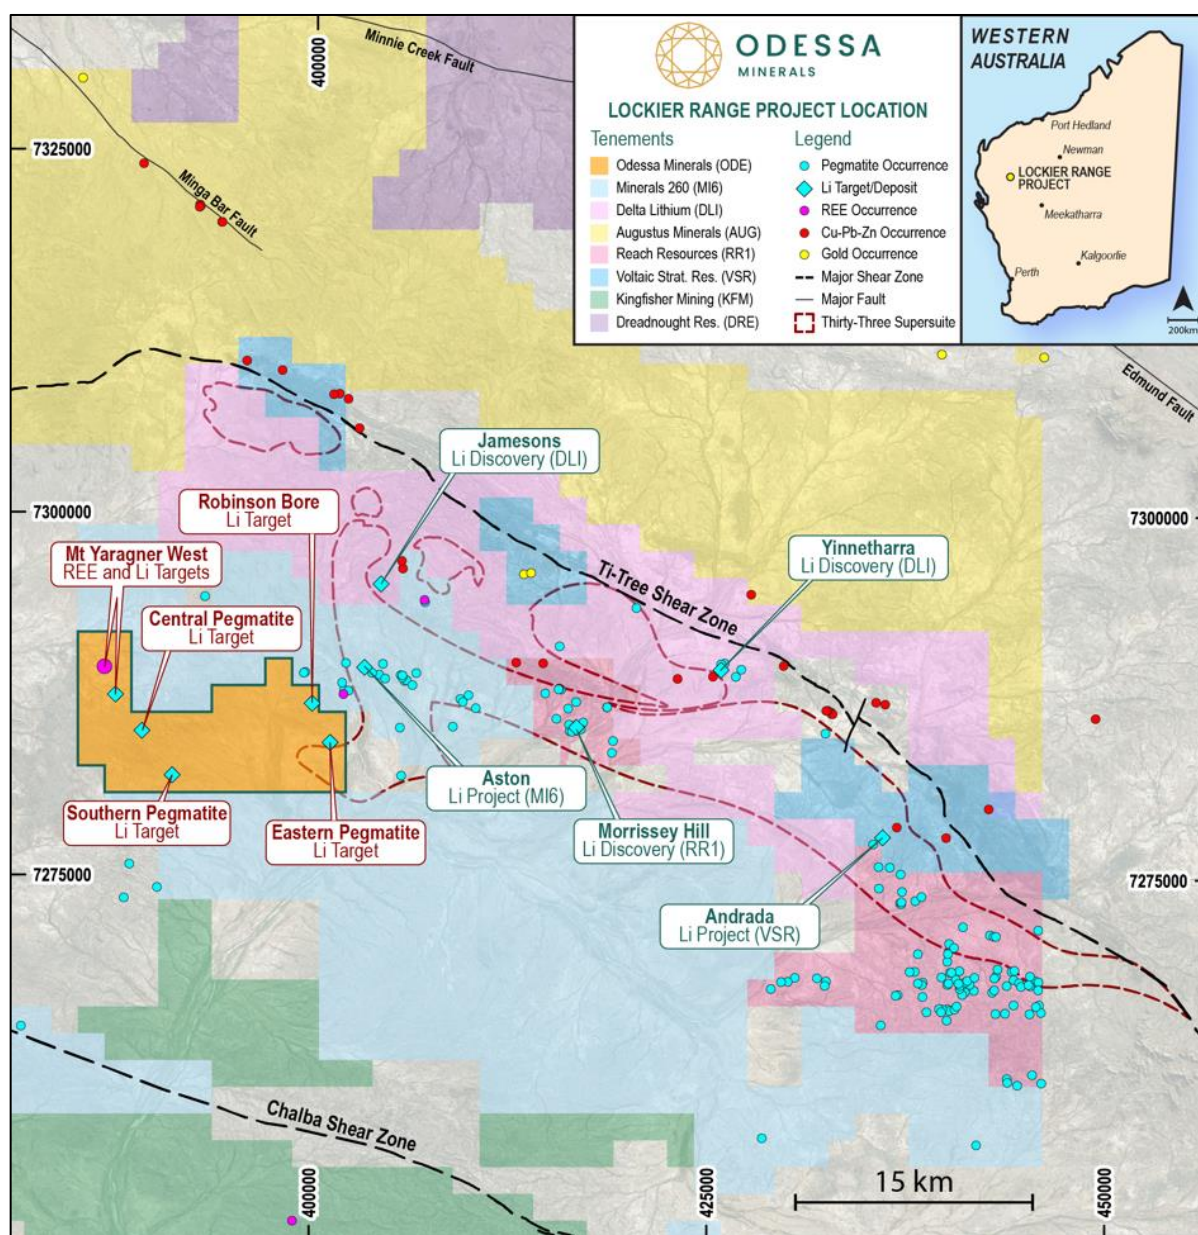 400000
Minnie Creek Fault
7325000
Minga Bar Fault
ODESSA
MINERALS
LOCKIER RANGE PROJECT LOCATION
Tenements
Odessa Minerals (ODE)
Minerals 260 (MI6)
Delta Lithium (DLI)
Augustus Minerals (AUG)
Reach Resources (RR1)
Voltaic Strat. Res. (VSR)
Kingfisher Mining (KFM)
Dreadnought Res. (DRE)
Legend
Pegmatite Occurrence
Li Target/Deposit
REE Occurrence
Cu-Pb-Zn Occurrence
Gold Occurrence
Major Shear Zone
Major Fault
Thirty-Three Supersuite
WESTERN
AUSTRALIA
Port Hedland
Newman
LOCKIER RANGE
PROJECT
Meekatharra
Kalgoorlie
Perth
200km
Edmund Fault
Jamesons
Li Discovery (DLI)
Robinson Bore
Li Target
7300000
7300000
Mt Yaragner West
REE and Li Targets
Yinnetharra
Li Discovery (DLI)
Ti-Tree Shear Zone
Central Pegmatite
Li Target
Aston
Li Project (MI6)
Southern Pegmatite
Li Target
Eastern Pegmatite
Li Target
Morrissey Hill
Li Discovery (RR1)
7275000
7275000
Andrada
Li Project (VSR)
Chalba Shear Zone
15 km
400000
425000
450000